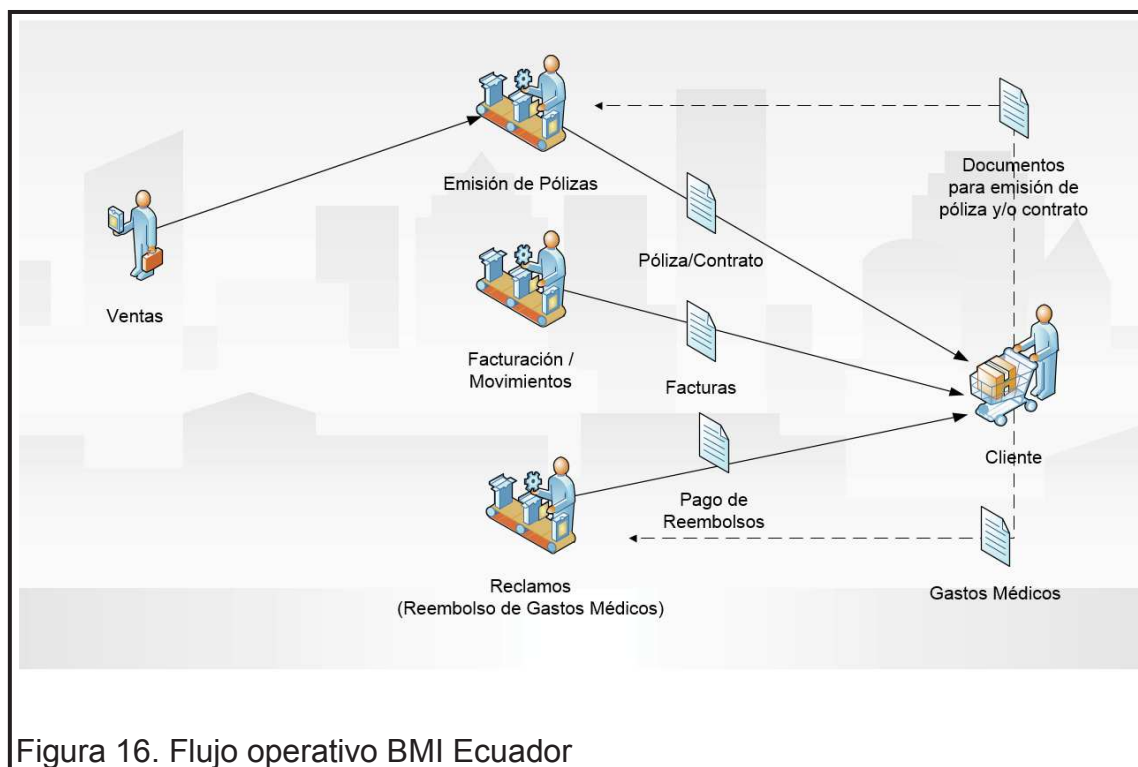 Emisión de Pólizas
Documentos
para emisión de
póliza y/o contrato
Póliza/Contrato
Ventas
Facturación /
Movimientos
Facturas
Cliente
Pago de
Reembolsos
Reclamos
(Reembolso de Gastos Médicos)
Gastos Médicos
Figura 16. Flujo operativo BMI Ecuador